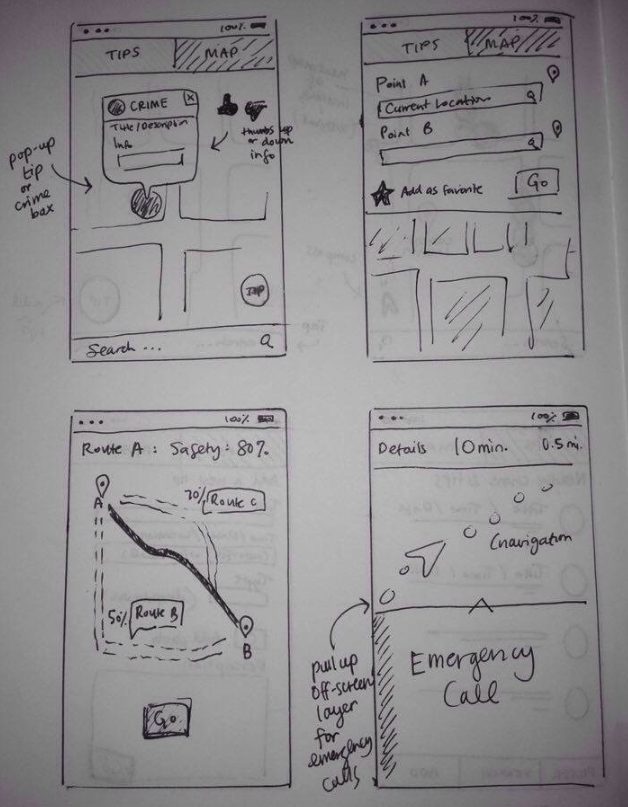 100%
TIPS
MAP
CRIME
X
Title/Description
Info
thumbs up
or down
info
pop-up
tip
or
crime
box
TIP
Search ...
100%
TIPS
MAP
Point A
Current Location
Point B
Add as favorite
Go
100%
Route A : Safety : 80%
A
70%
Route C
50%
Route B
B
Go
100%
Details 10 min. 0.5 mi.
(navigation
pull up
off-screen
layer
for
emergency
calls
Emergency
Call